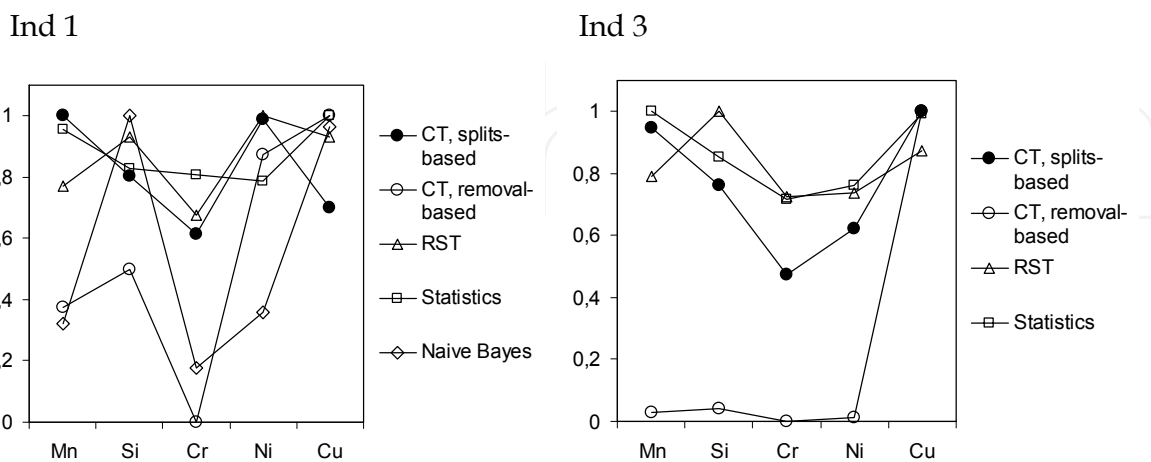 Ind 1
1
,8
,6
,4
,2
0
Mn Si Cr Ni Cu
CT, splits-
based
CT, removal-
based
RST
Statistics
Naive Bayes
Ind 3
1
0,8
0,6
0,4
0,2
0
Mn Si Cr Ni Cu
CT, splits-
based
CT, removal-
based
RST
Statistics